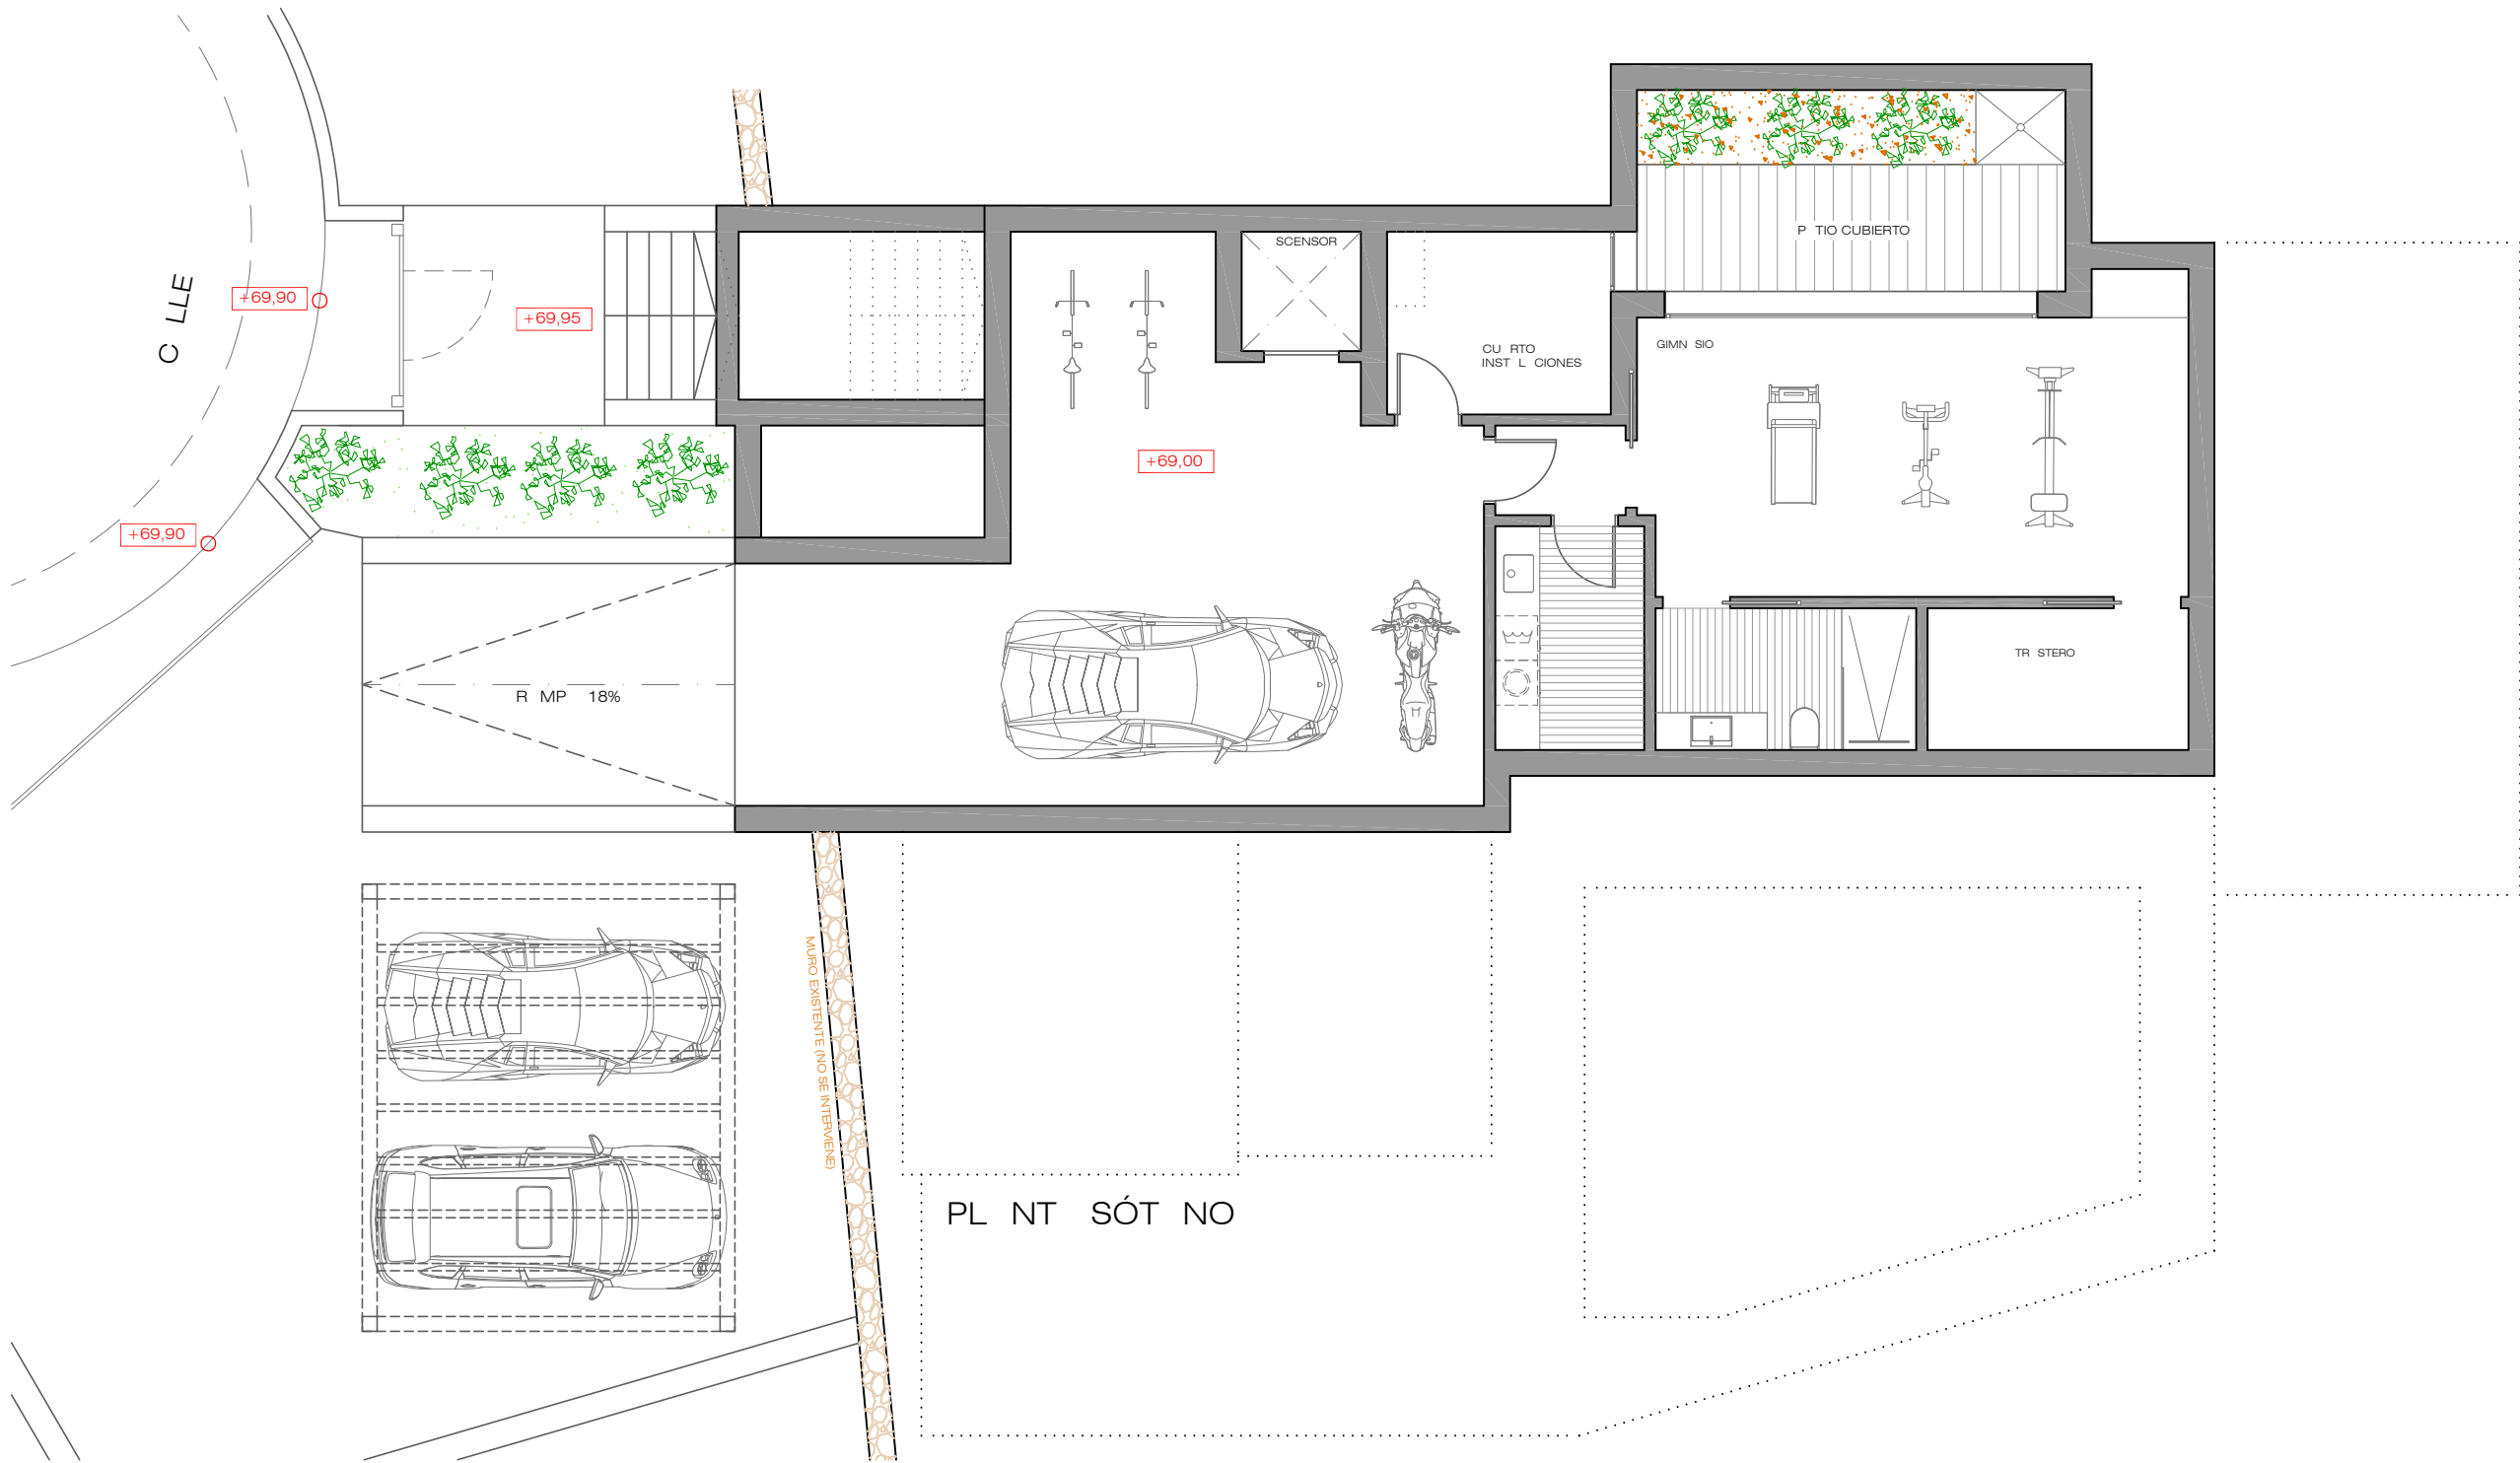 SCENSOR
P TIO CUBIERTO
C LLE
+69,90
+69,95
CU RTO
INST L CIONES
GIMN SIO
+69,00
+69,90
TR STERO
R MP 18%
MURO EXISTENTE (NO SE INTERVIENE)
PL NT SÓT NO